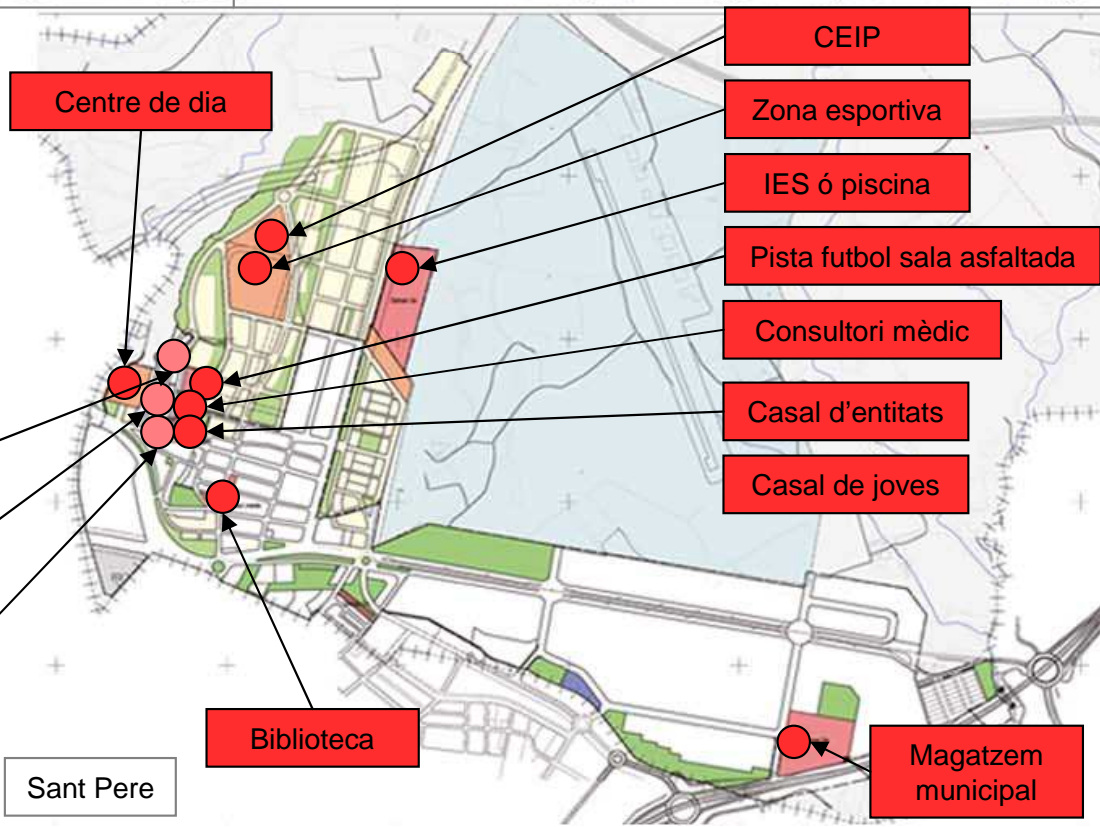 CEIP
Centre de dia
Zona esportiva
IES ó piscina
Pista futbol sala asfaltada
Consultori mèdic
Casal d'entitats
Casal de joves
Biblioteca
Magatzem
municipal
Sant Pere